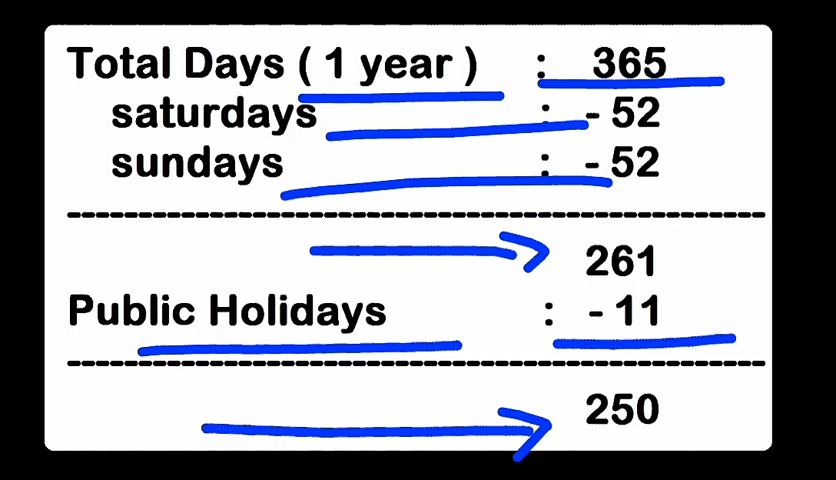 Total Days ( 1 year ) : 365
saturdays : - 52
sundays : - 52
261
Public Holidays : - 11
250